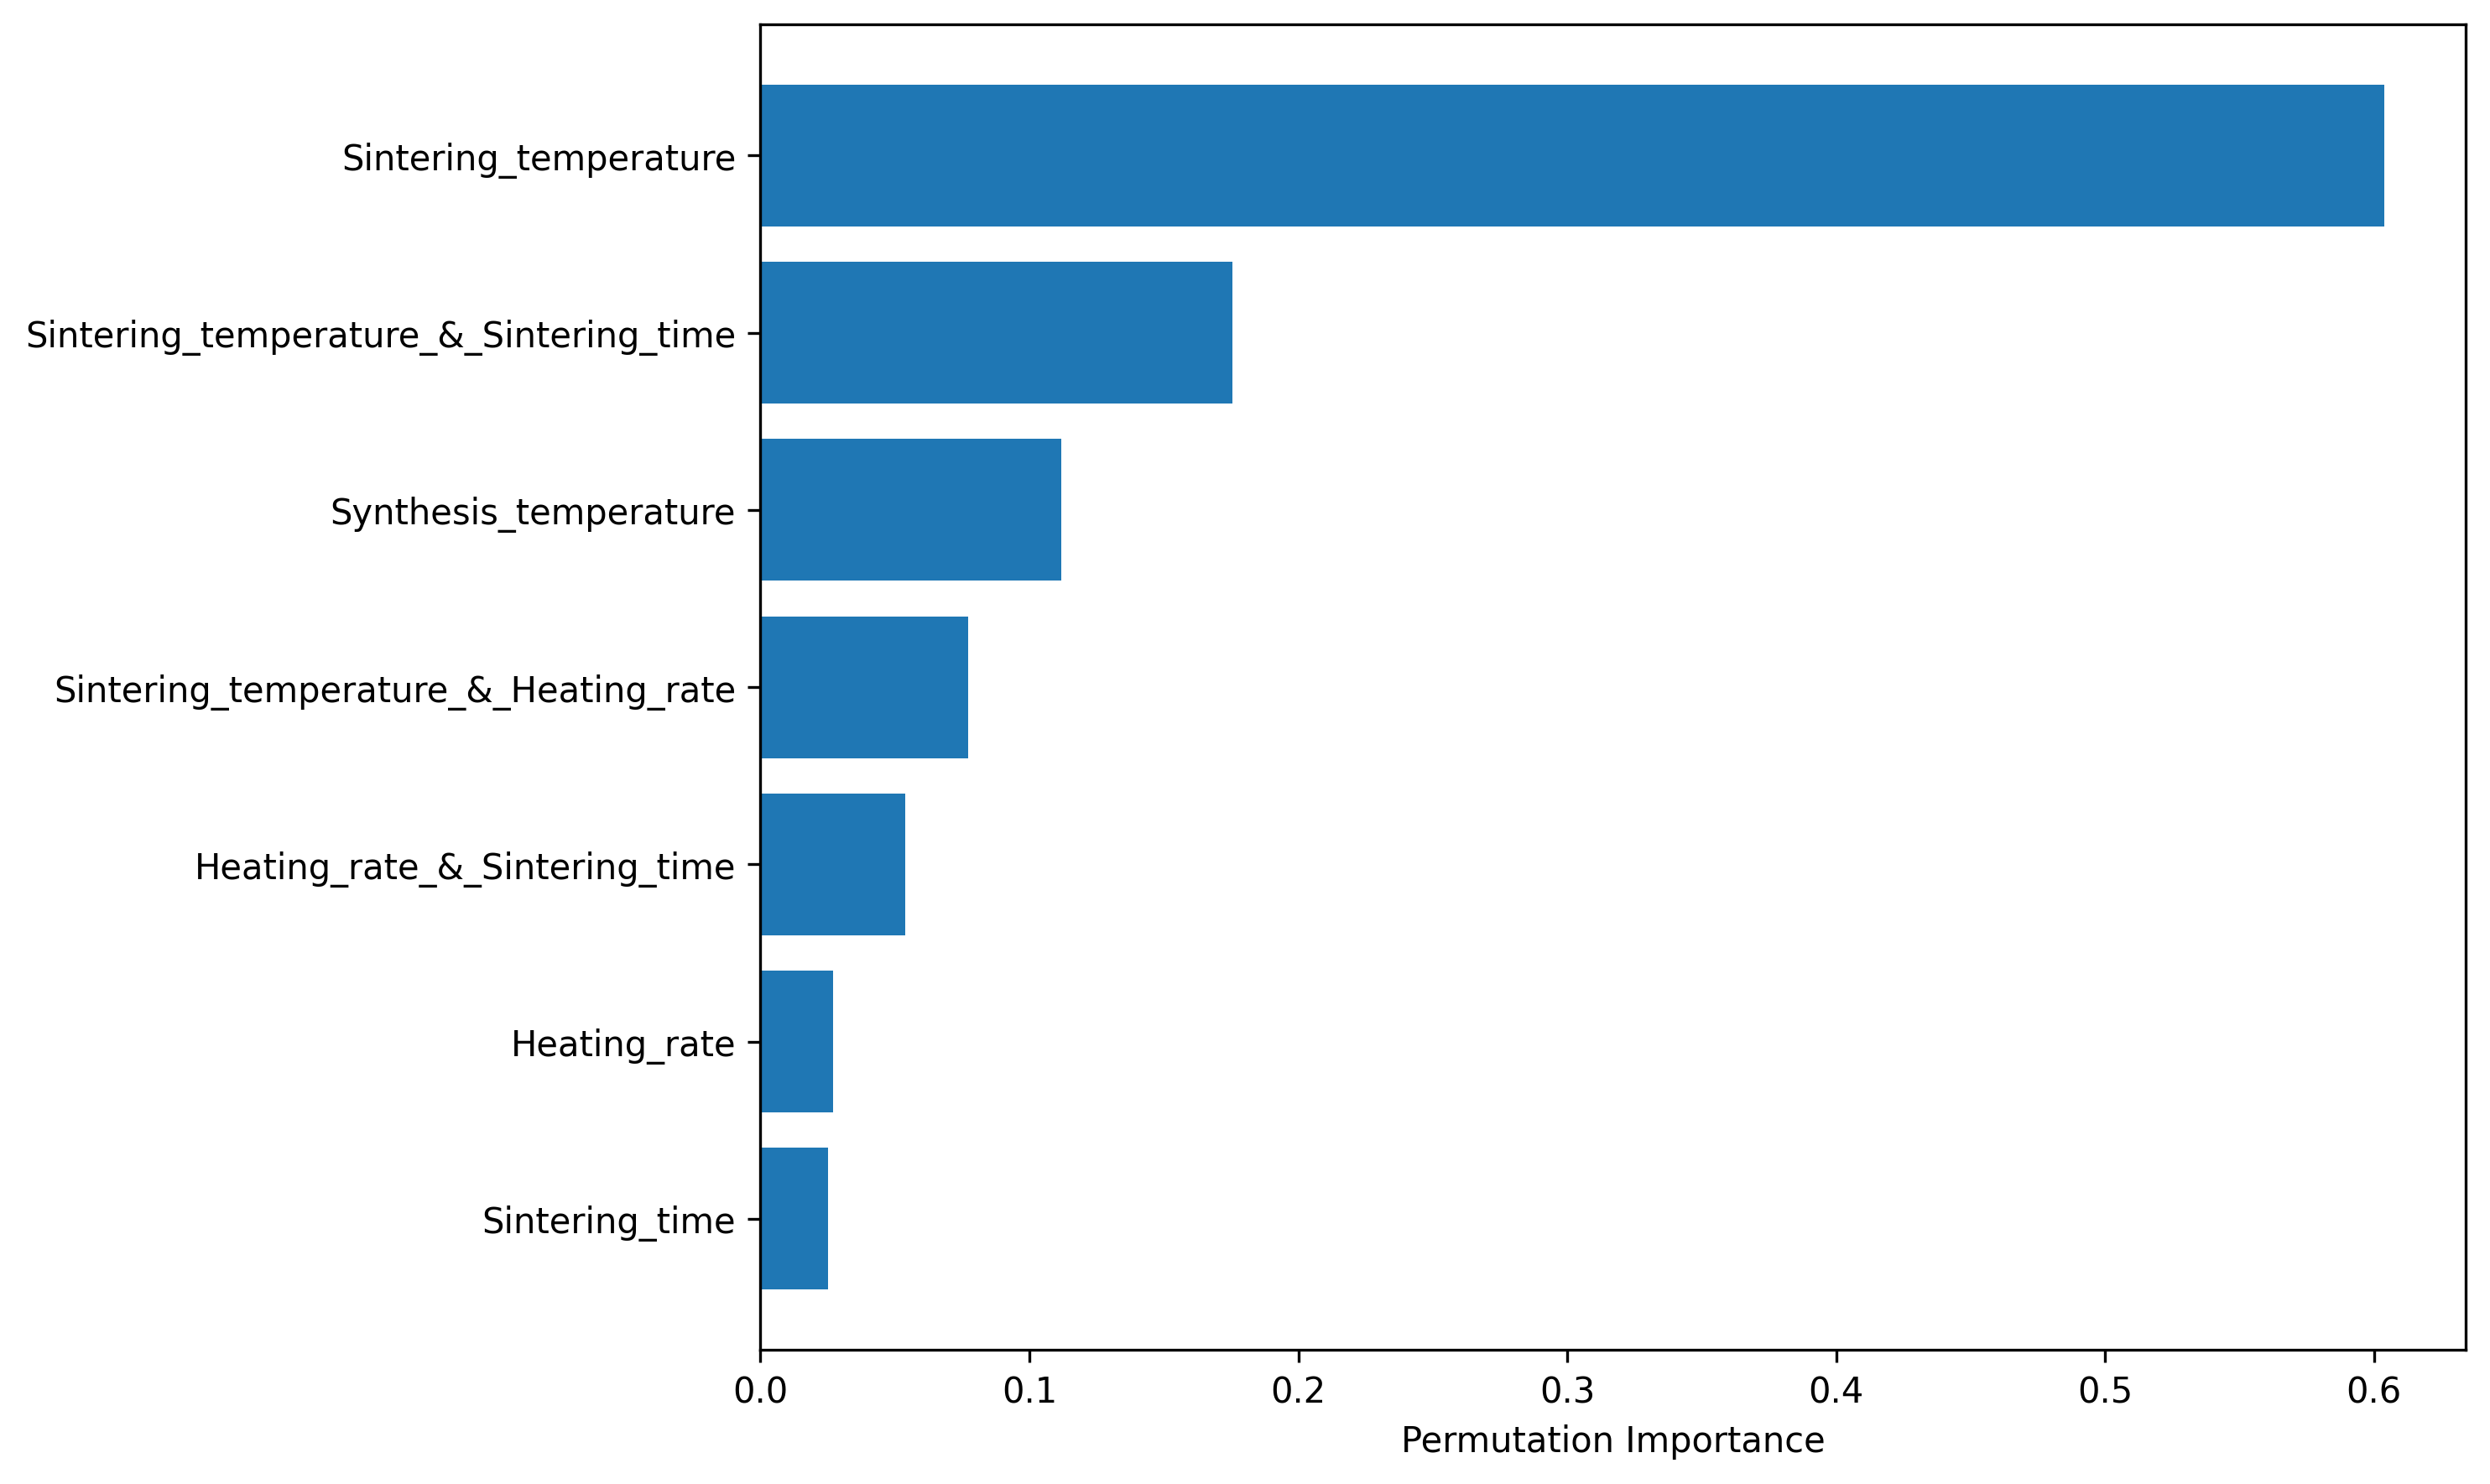 Sintering_temperature
Sintering_temperature_&_Sintering_time
Synthesis_temperature
Sintering_temperature_&_Heating_rate
Heating_rate_&_Sintering_time
Heating_rate
Sintering_time
0.0 0.1 0.2 0.3 0.4 0.5 0.6
Permutation Importance